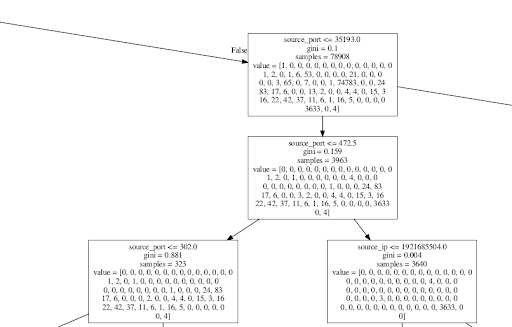 False
source_port <= 35193.0
gini = 0.1
samples = 78908
value = [1, 0, 0, 0, 0, 0, 0, 0, 0, 0, 0, 0, 0
1, 2, 0, 1, 6, 53, 0, 0, 0, 0, 21, 0, 0, 0
0, 0, 3, 65, 0, 7, 0, 0, 1, 74783, 0, 0, 24
83, 17, 6, 0, 0, 13, 2, 0, 0, 4, 4, 0, 15, 3
16, 22, 42, 37, 11, 6, 1, 16, 5, 0, 0, 0, 0
3633, 0, 4]
source_port <= 472.5
gini = 0.159
samples = 3963
value = [0, 0, 0, 0, 0, 0, 0, 0, 0, 0, 0, 0, 0
1, 2, 0, 1, 0, 0, 0, 0, 0, 0, 4, 0, 0, 0
0, 0, 0, 0, 0, 0, 0, 0, 1, 0, 0, 0, 24, 83
17, 6, 0, 0, 3, 2, 0, 0, 4, 4, 0, 15, 3, 16
22, 42, 37, 11, 6, 1, 16, 5, 0, 0, 0, 0, 3633
0, 4]
source_port <= 302.0
gini = 0.881
samples = 323
value = [0, 0, 0, 0, 0, 0, 0, 0, 0, 0, 0, 0, 0
1, 2, 0, 1, 0, 0, 0, 0, 0, 0, 0, 0, 0, 0
0, 0, 0, 0, 0, 0, 0, 0, 1, 0, 0, 0, 24, 83
17, 6, 0, 0, 0, 2, 0, 0, 4, 4, 0, 15, 3, 16
22, 42, 37, 11, 6, 1, 16, 5, 0, 0, 0, 0, 0
0, 4]
source_ip <= 1921685504.0
gini = 0.004
samples = 3640
value = [0, 0, 0, 0, 0, 0, 0, 0, 0, 0, 0, 0, 0
0, 0, 0, 0, 0, 0, 0, 0, 0, 0, 4, 0, 0, 0
0, 0, 0, 0, 0, 0, 0, 0, 0, 0, 0, 0, 0, 0
0, 0, 0, 0, 3, 0, 0, 0, 0, 0, 0, 0, 0, 0
0, 0, 0, 0, 0, 0, 0, 0, 0, 0, 0, 3633, 0
0]